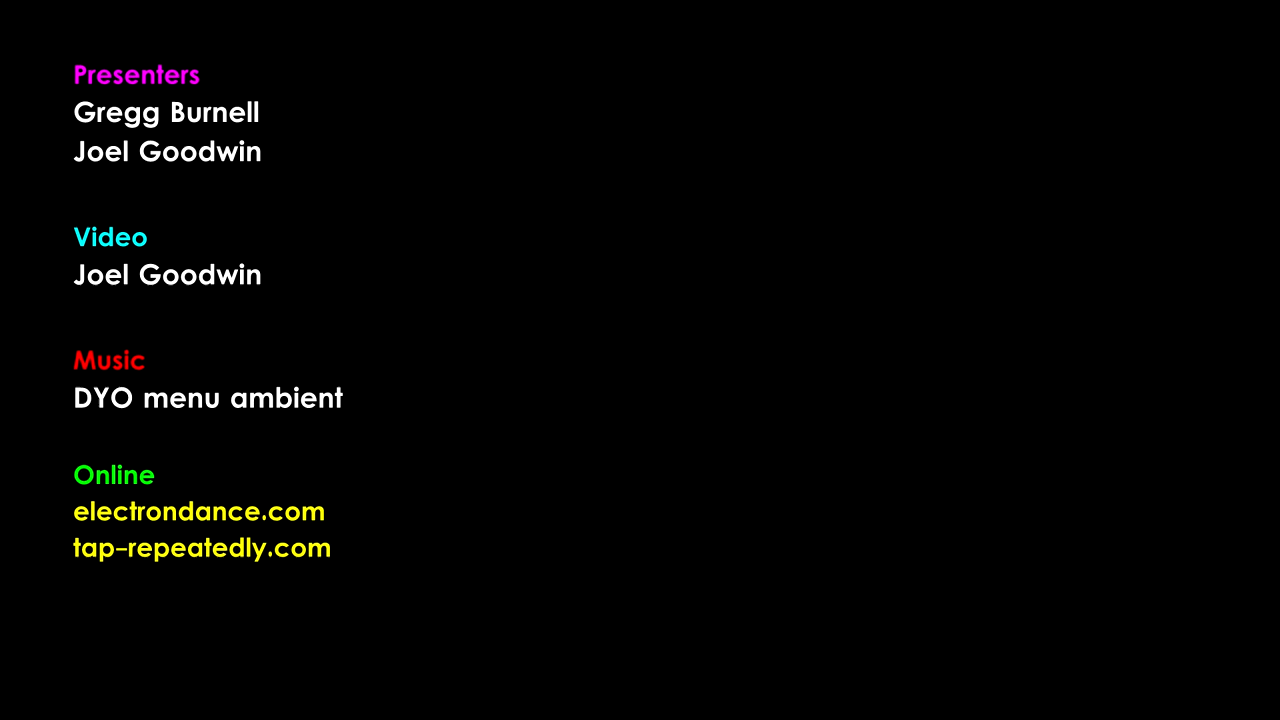 Presenters
Gregg Burnell
Joel Goodwin
Video
Joel Goodwin
Music
DYO menu ambient
Online
electrondance.com
tap-repeatedly.com